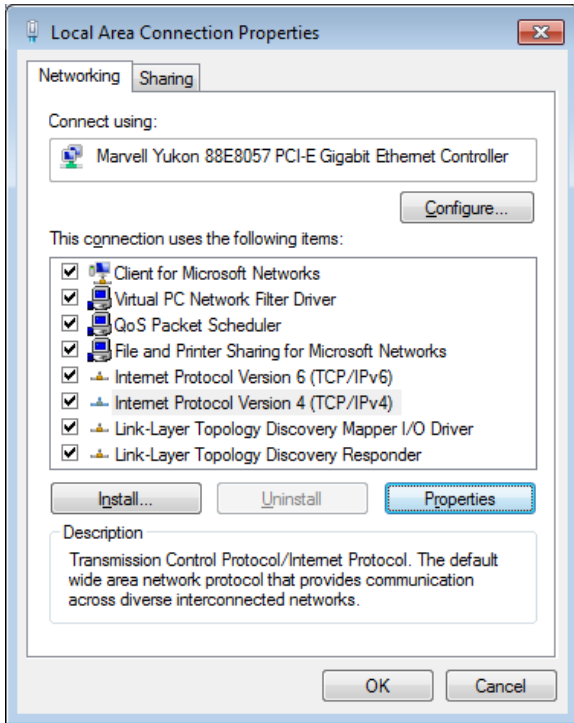 Local Area Connection Properties
Networking
Sharing
Connect using:
Marvell Yukon 88E8057 PCI-E Gigabit Ethernet Controller
Configure...
This connection uses the following items:
Client for Microsoft Networks
Virtual PC Network Filter Driver
QoS Packet Scheduler
File and Printer Sharing for Microsoft Networks
Internet Protocol Version 6 (TCP/IPv6)
Internet Protocol Version 4 (TCP/IPv4)
Link-Layer Topology Discovery Mapper I/O Driver
Link-Layer Topology Discovery Responder
Install...
Uninstall
Properties
Description
Transmission Control Protocol/Internet Protocol. The default
wide area network protocol that provides communication
across diverse interconnected networks.
OK
Cancel